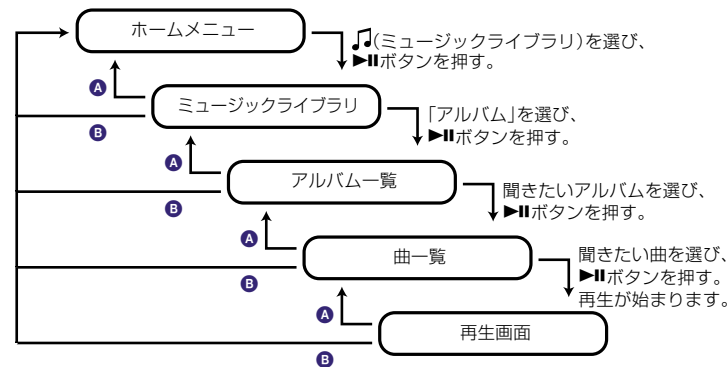 ホームメニュー
♫(ミュージックライブラリ)を選び、
▶IIボタンを押す。
A
ミュージックライブラリ
B
「アルバム」を選び、
▶IIボタンを押す。
A
アルバム一覧
B
聞きたいアルバムを選び、
▶IIボタンを押す。
A
曲一覧
B
聞きたい曲を選び、
▶IIボタンを押す。
再生が始まります。
A
再生画面
B